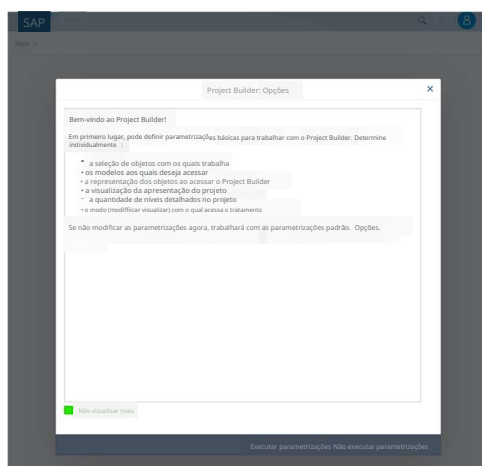 SAP
Mais
Project Builder: Opções
Bem-vindo ao Project Builder!
Em primeiro lugar, pode definir parametrizações básicas para trabalhar com o Project Builder. Determine
individualmente :
• a seleção de objetos com os quais trabalha
• os modelos aos quais deseja acessar
• a representação dos objetos ao acessar o Project Builder
• a visualização da apresentação do projeto
- a quantidade de níveis detalhados no projeto
• o modo (modifiicar visualizar) com o qual acessa o tratamento
Se não modificar as parametrizações agora, trabalhará com as parametrizações padrão. Opções.
Não visualizar mais
Executar parametrizações Não executar parametrizações